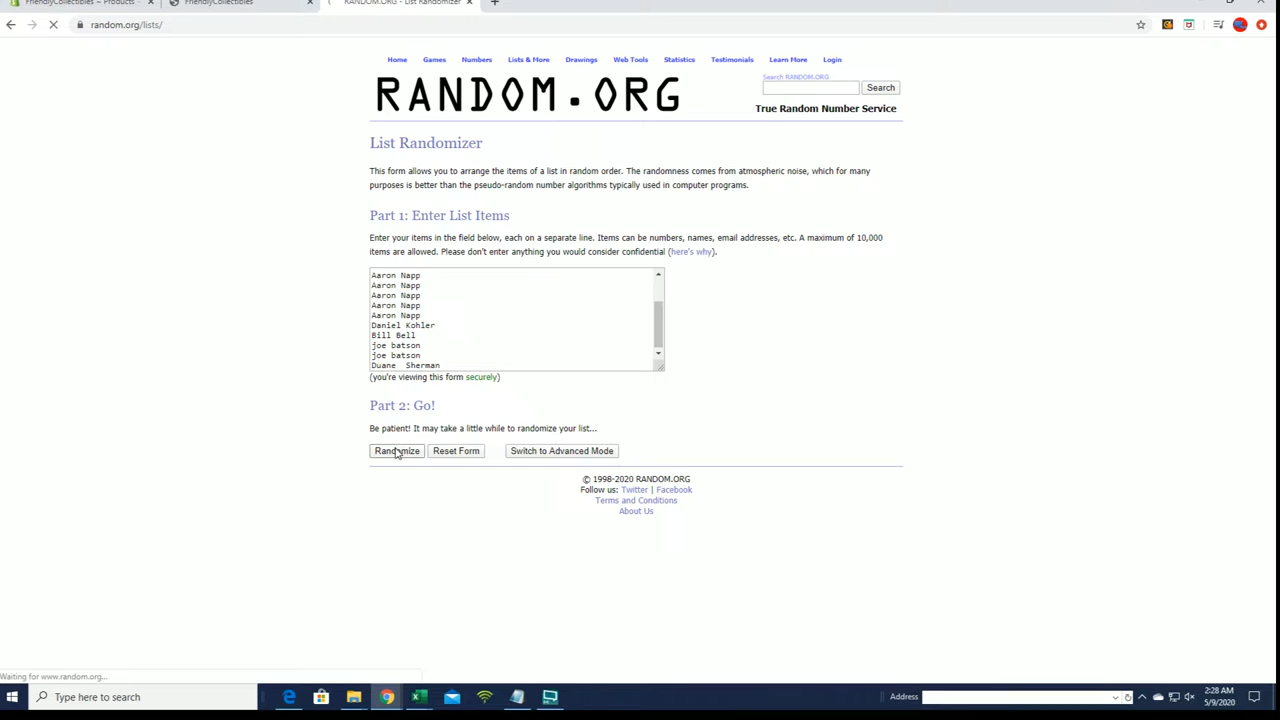 FriendlyCollectibles ~ Products
FriendlyCollectibles
RANDOM.ORG - List Randomizer
random.org/lists/
Home Games Numbers Lists & More Drawings Web Tools Statistics Testimonials Learn More Login
RANDOM.ORG
Search RANDOM.ORG
Search
True Random Number Service
List Randomizer
This form allows you to arrange the items of a list in random order. The randomness comes from atmospheric noise, which for many
purposes is better than the pseudo-random number algorithms typically used in computer programs.
Part 1: Enter List Items
Enter your items in the field below, each on a separate line. Items can be numbers, names, email addresses, etc. A maximum of 10,000
items are allowed. Please don't enter anything you would consider confidential (here's why).
Aaron Napp
Aaron Napp
Aaron Napp
Aaron Napp
Aaron Napp
Daniel Kohler
Bill Bell
joe batson
joe batson
Duane  Sherman
(you're viewing this form securely)
Part 2: Go!
Be patient! It may take a little while to randomize your list...
Randomize Reset Form Switch to Advanced Mode
© 1998-2020 RANDOM.ORG
Follow us: Twitter | Facebook
Terms and Conditions
About Us
Waiting for www.random.org...
Type here to search
Address
2:28 AM
5/9/2020